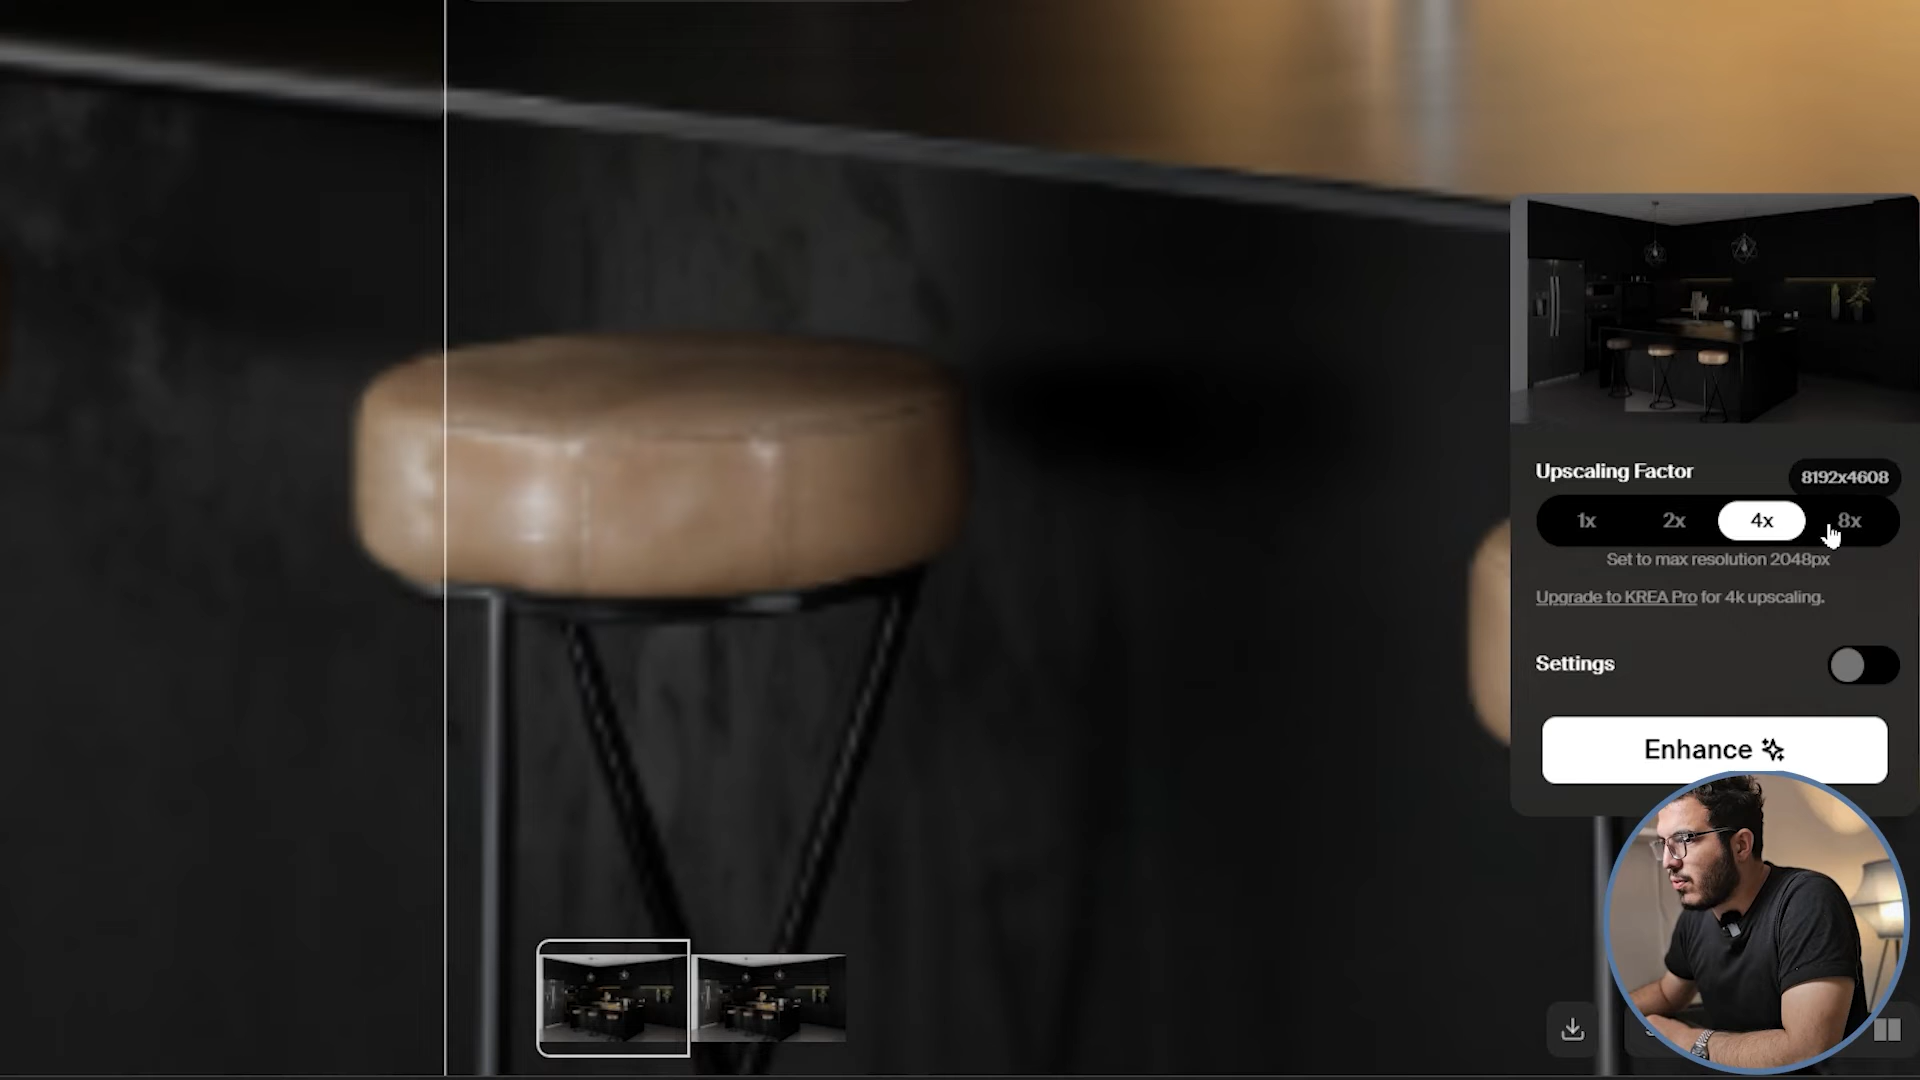 Upscaling Factor
8192x4608
1x 2x 4x 8x
Set to max resolution 2048px
Upgrade to KREA Pro for 4k upscaling.
Settings
Enhance